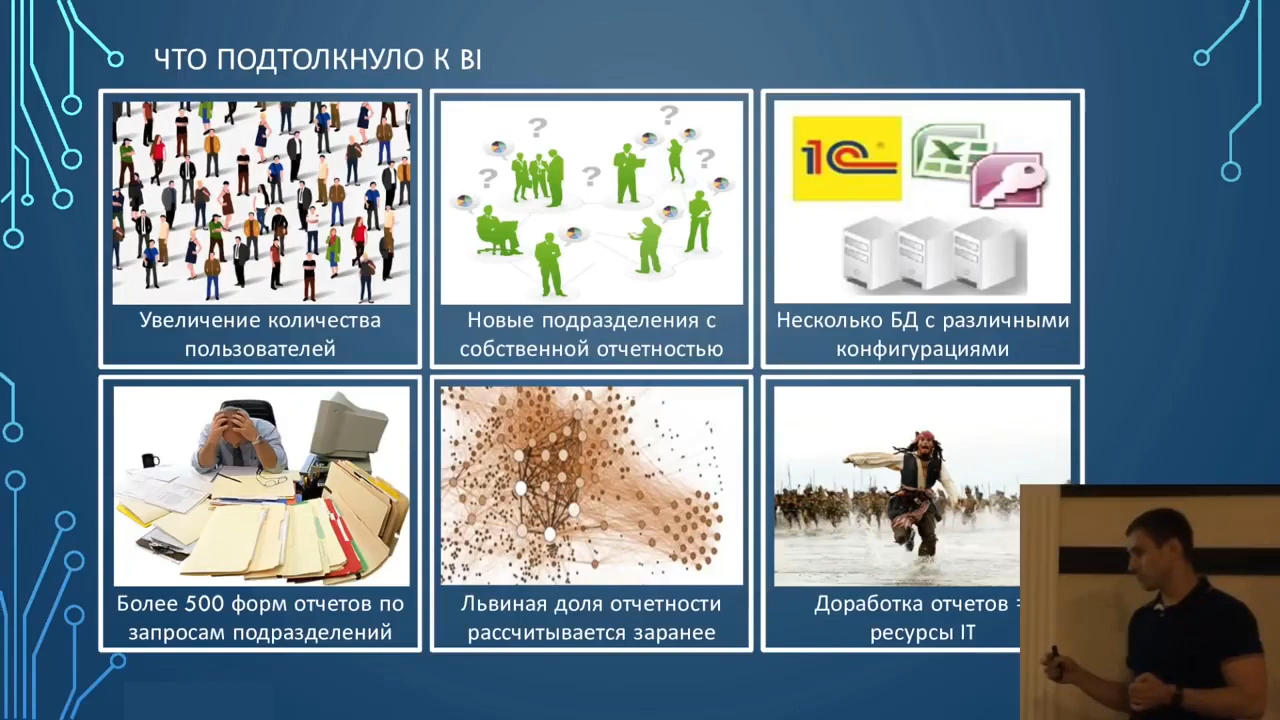 ЧТО ПОДТОЛКНУЛО К BI
1С
?
?
?
?
?
X
Увеличение количества
пользователей
Новые подразделения с
собственной отчетностью
Несколько БД с различными
конфигурациями
Более 500 форм отчетов по
запросам подразделений
Львиная доля отчетности
рассчитывается заранее
Доработка отчетов
ресурсы IT